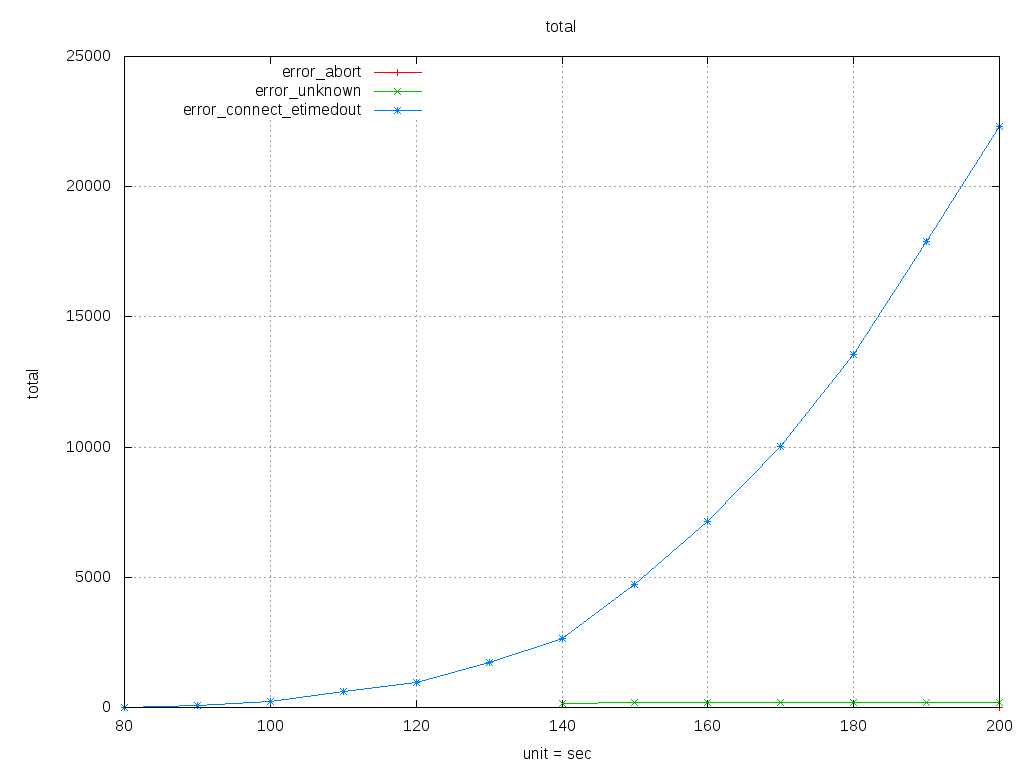 total
25000
20000
15000
10000
5000
0
total
error_abort
error_unknown
error_connect_etimedout
80 100 120 140 160 180 200
unit = sec